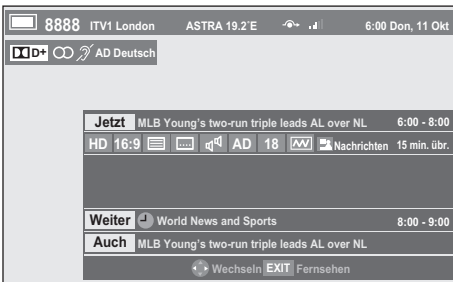 8888 ITV1 London ASTRA 19.2°E 6:00 Don, 11 Okt
D+ AD Deutsch
Jetzt MLB Young's two-run triple leads AL over NL 6:00 - 8:00
HD 16:9 AD 18 Nachrichten 15 min. übr.
Weiter World News and Sports 8:00 - 9:00
Auch MLB Young's two-run triple leads AL over NL
Wechseln EXIT Fernsehen